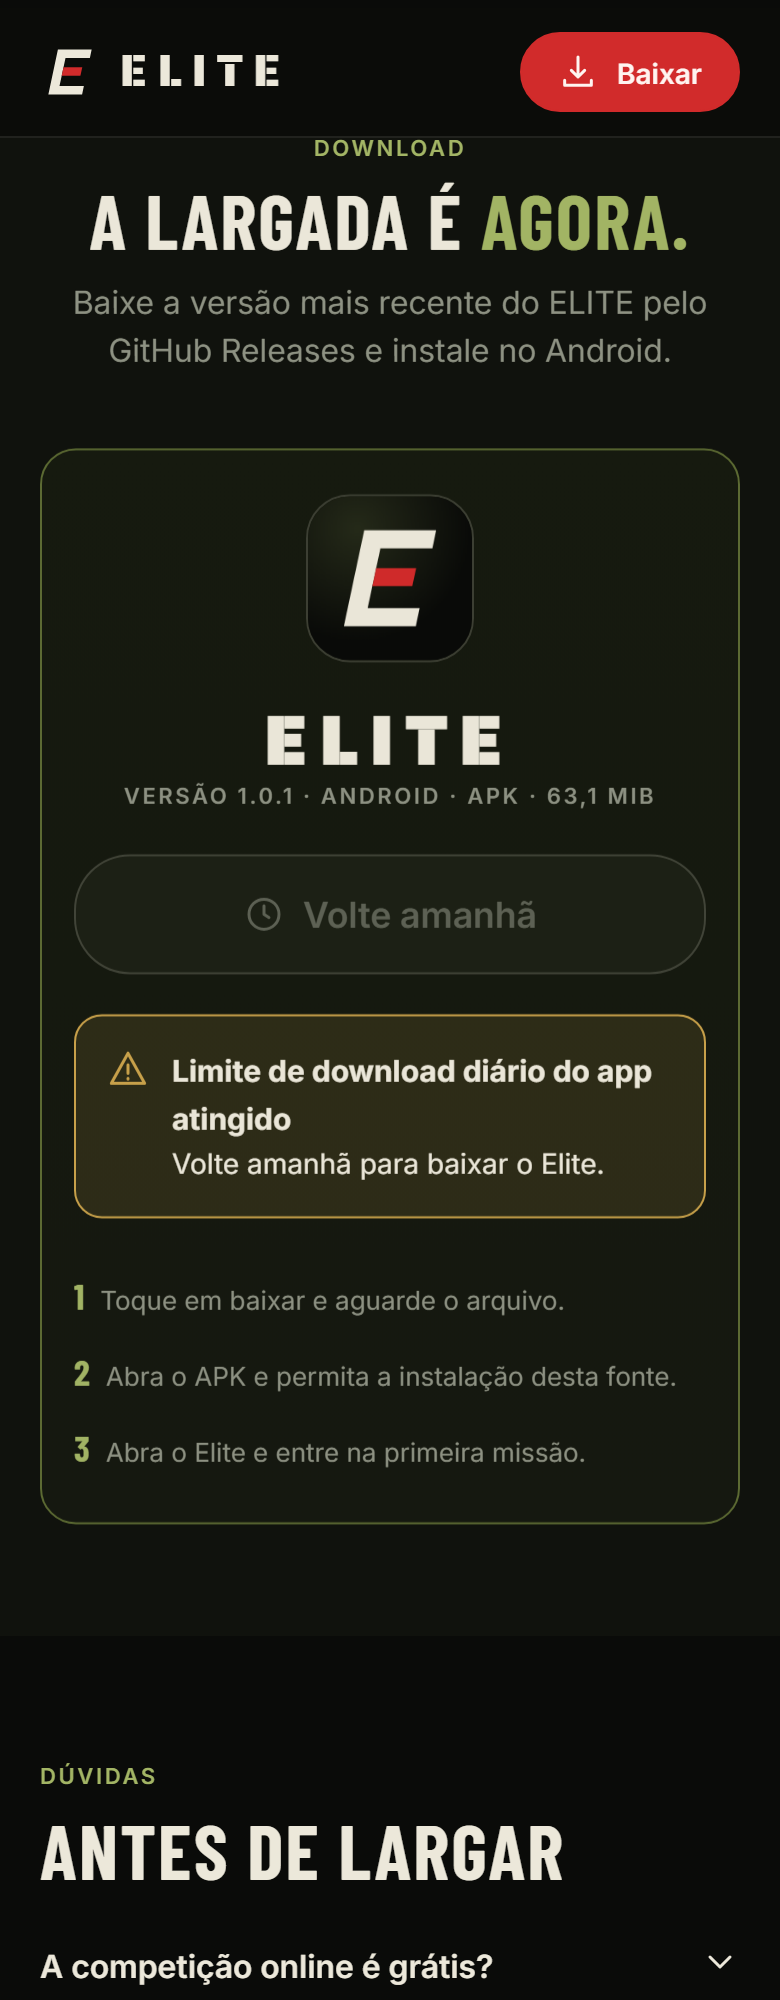 E ELITE
Baixar
DOWNLOAD
A LARGADA É AGORA.
Baixe a versão mais recente do ELITE pelo
GitHub Releases e instale no Android.
E
ELITE
VERSÃO 1.0.1 · ANDROID · APK · 63,1 MIB
Volte amanhã
Limite de download diário do app
atingido
Volte amanhã para baixar o Elite.
1 Toque em baixar e aguarde o arquivo.
2 Abra o APK e permita a instalação desta fonte.
3 Abra o Elite e entre na primeira missão.
DÚVIDAS
ANTES DE LARGAR
A competição online é grátis?